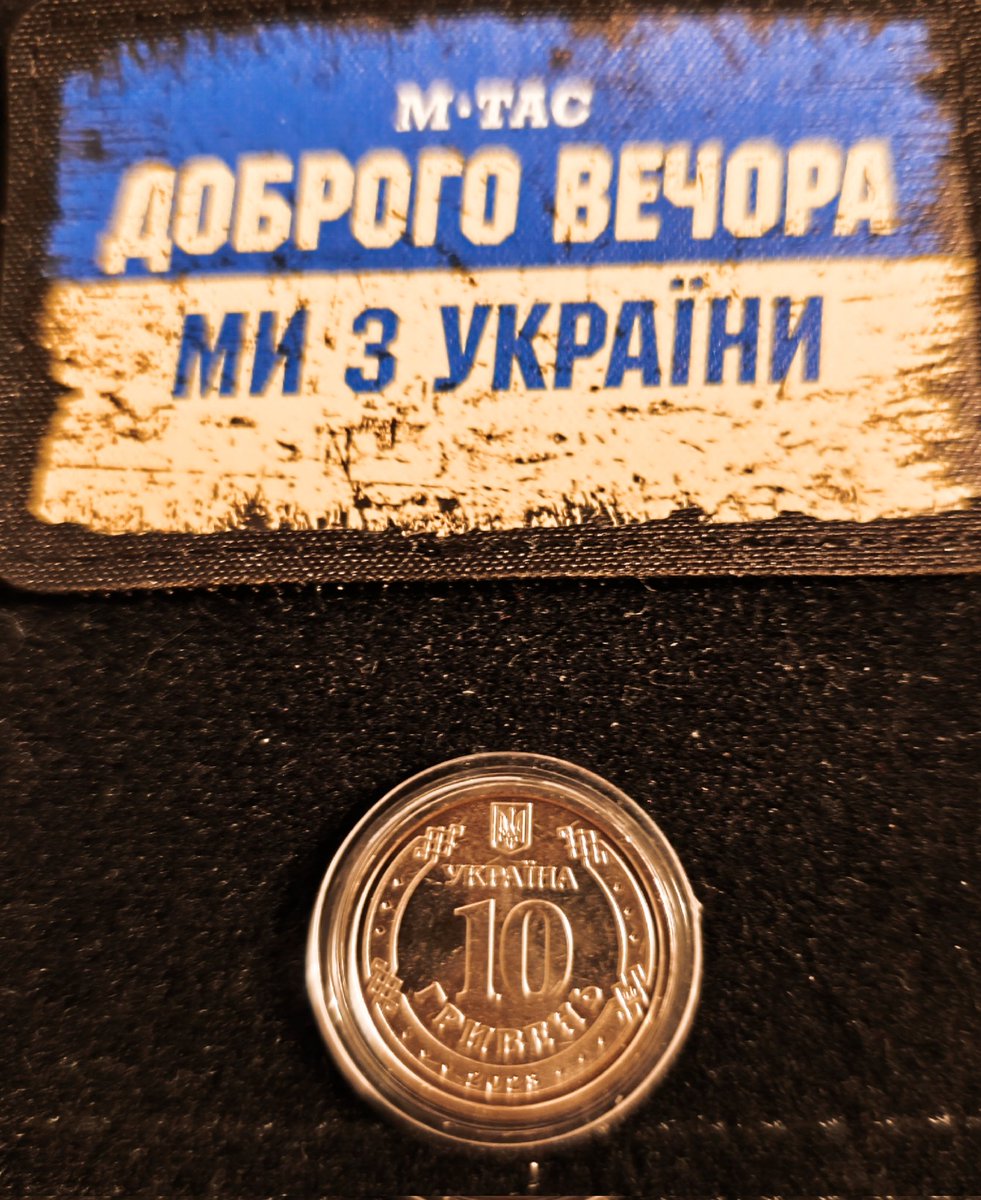 M·TAC
ДОБРОГО ВЕЧОРА
МИ З УКРАЇНИ
УКРАЇНА
10
ГРИВЕНЬ